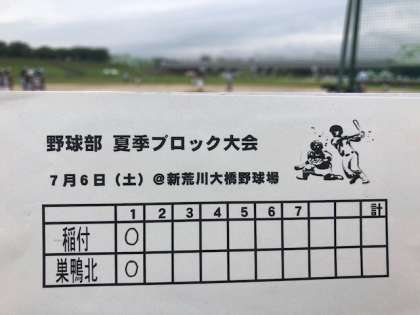 野球部 夏季ブロック大会
7月6日（土）@新荒川大橋野球場
1 2 3 4 5 6 7 計
稲付 ○
巣鴨北 ○